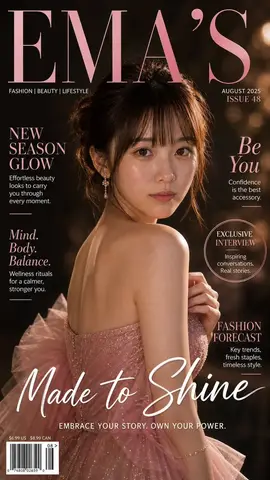 EMA'S
FASHION | BEAUTY | LIFESTYLE
AUGUST 2025
ISSUE 48
NEW
SEASON
GLOW
Effortless beauty
looks to carry
you through
every moment.
Be
You
Confidence
is the best
accessory.
Mind.
Body.
Balance.
Wellness rituals
for a calmer,
stronger you.
EXCLUSIVE
INTERVIEW
Inspiring
conversations.
Real stories.
FASHION
FORECAST
Key trends,
fresh staples,
timeless style.
Made to Shine
EMBRACE YOUR STORY. OWN YOUR POWER.
$6.99 US $8.99 CAN
08